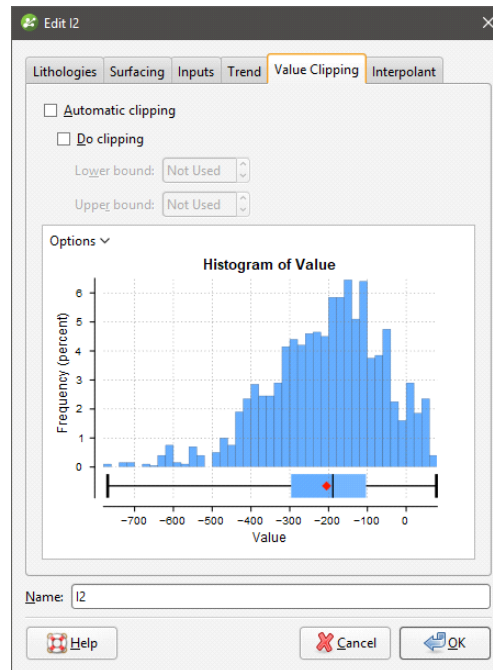 Edit I2
Lithologies Surfacing Inputs Trend Value Clipping Interpolant
Automatic clipping
Do clipping
Lower bound: Not Used
Upper bound: Not Used
Options
Histogram of Value
Frequency (percent)
6
5
4
3
2
1
0
-700 -600 -500 -400 -300 -200 -100 0
Value
Name: I2
Help Cancel OK